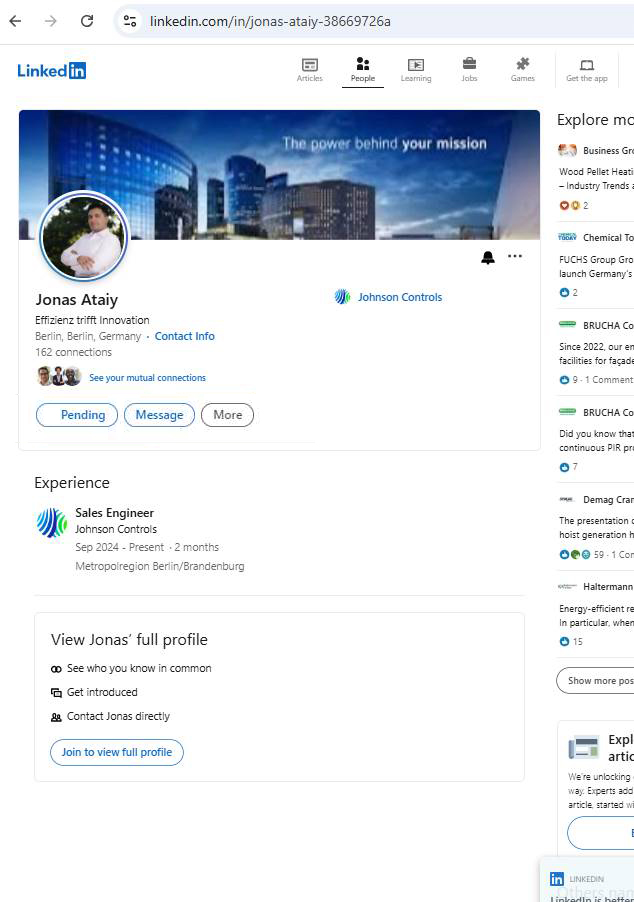 linkedin.com/in/jonas-ataiy-38669726a
Linked in
Articles
People
Learning
Jobs
Games
Get the app
The power behind your mission
Jonas Ataiy
Effizienz trifft Innovation
Berlin, Berlin, Germany · Contact Info
162 connections
See your mutual connections
Johnson Controls
Pending
Message
More
Experience
Sales Engineer
Johnson Controls
Sep 2024 - Present · 2 months
Metropolregion Berlin/Brandenburg
View Jonas’ full profile
See who you know in common
Get introduced
Contact Jonas directly
Join to view full profile
Explore mo
Business Gro
Wood Pellet Heati
– Industry Trends a
2
Chemical To
FUCHS Group Gro
launch Germany's
2
BRUCHA Co
Since 2022, our en
facilities for façade
9 · 1 Comment
BRUCHA Co
Did you know that
continuous PIR pro
7
Demag Cran
The presentation o
hoist generation h
59 · 1 Com
Haltermann
Energy-efficient re
In particular, when
15
Show more pos
Expl
artic
We're unlocking
way. Experts add
article, started wi
LINKEDIN
Others nam
LinkedIn is better